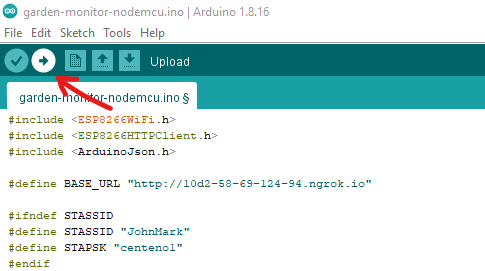 garden-monitor-nodemcu.ino | Arduino 1.8.16
File Edit Sketch Tools Help
Upload
garden-monitor-nodemcu.ino §
#include <ESP8266WiFi.h>
#include <ESP8266HTTPClient.h>
#include <ArduinoJson.h>
#define BASE_URL "http://10d2-58-69-124-94.ngrok.io"
#ifndef STASSID
#define STASSID "JohnMark"
#define STAPSK "centeno1"
#endif